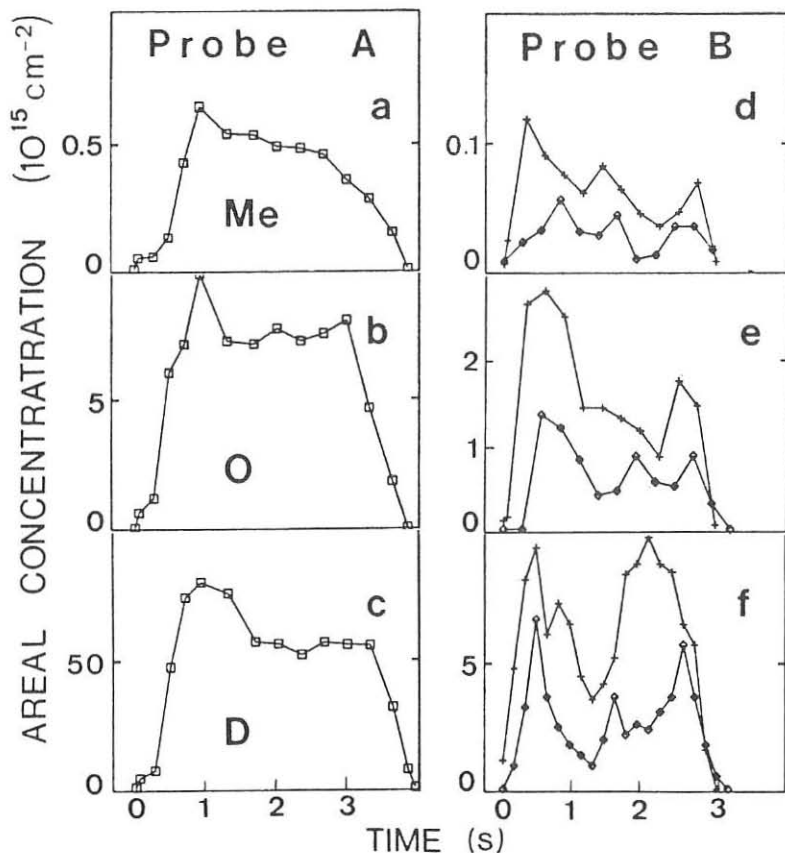 Probe A
Probe B
AREAL CONCENTRATRATION (10¹⁵ cm⁻²)
a
0.5
Me
0
b
5
O
0
c
50
D
0
0 1 2 3
d
0.1
0
e
2
1
0
f
5
0
0 1 2 3
TIME (s)